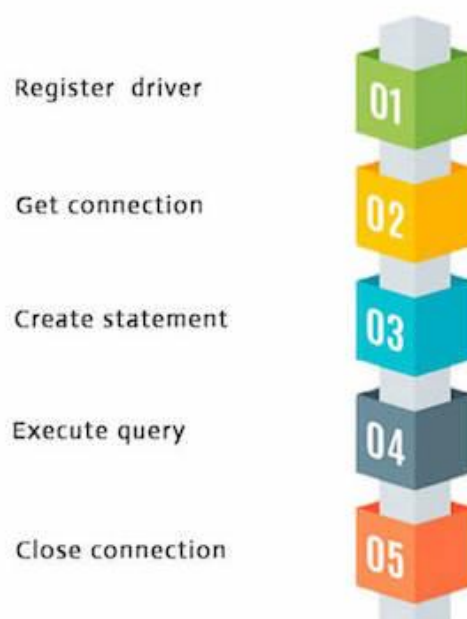 Register driver
01
Get connection
02
Create statement
03
Execute query
04
Close connection
05